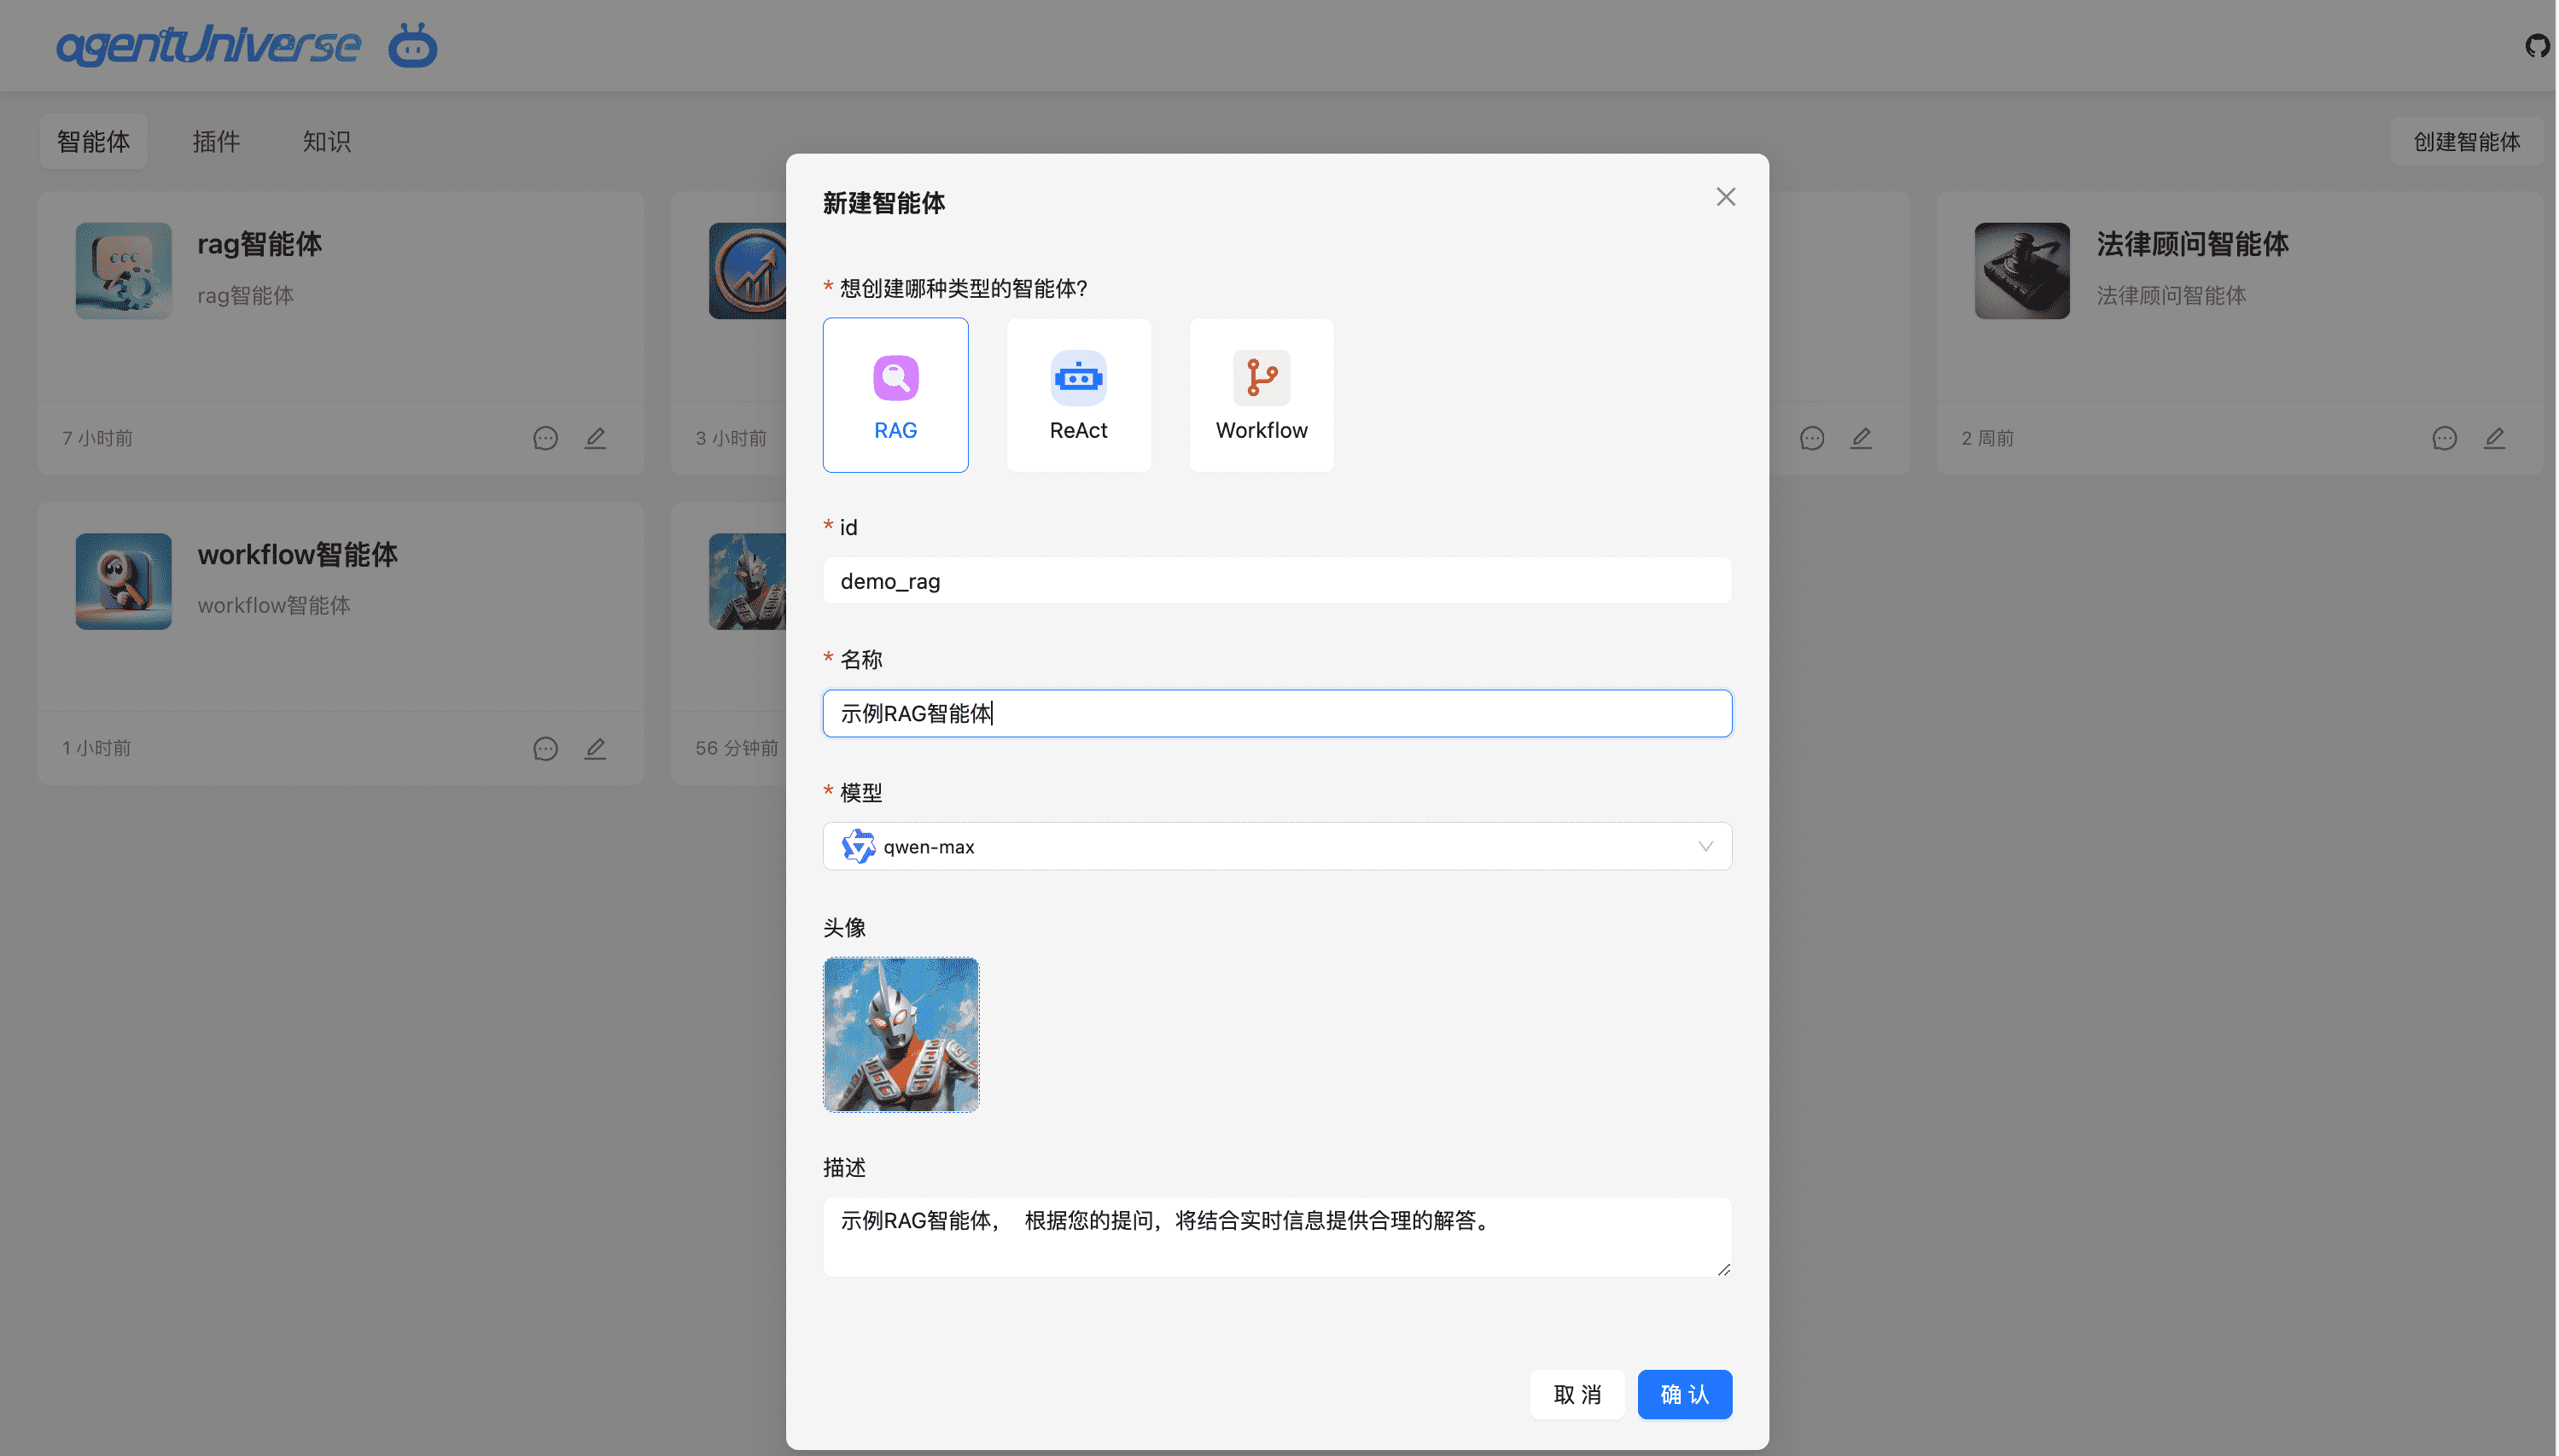 agentUniverse
智能体 插件 知识
创建智能体
rag智能体
rag智能体
7 小时前
3 小时前
法律顾问智能体
法律顾问智能体
2 周前
workflow智能体
workflow智能体
1 小时前
56 分钟前
新建智能体
* 想创建哪种类型的智能体?
RAG ReAct Workflow
* id
demo_rag
* 名称
示例RAG智能体
* 模型
qwen-max
头像
描述
示例RAG智能体， 根据您的提问，将结合实时信息提供合理的解答。
取 消 确 认